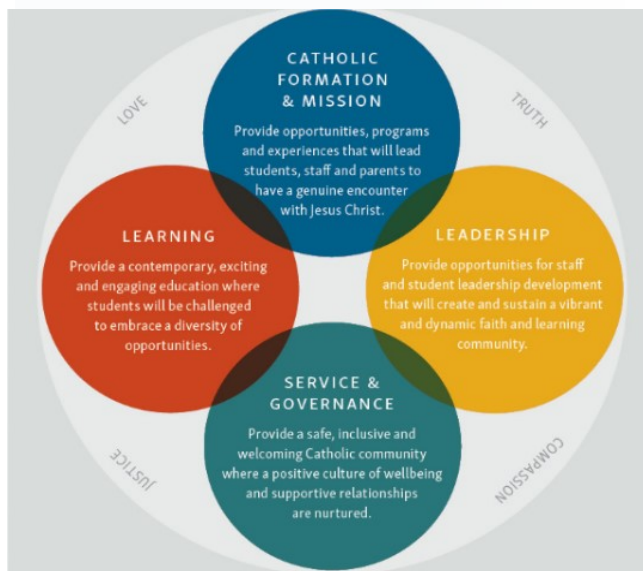 CATHOLIC
FORMATION
& MISSION
Provide opportunities, programs
and experiences that will lead
students, staff and parents to
have a genuine encounter
with Jesus Christ.
LOVE
TRUTH
LEARNING
Provide a contemporary, exciting
and engaging education where
students will be challenged
to embrace a diversity of
opportunities.
LEADERSHIP
Provide opportunities for staff
and student leadership development
that will create and sustain a vibrant
and dynamic faith and learning
community.
SERVICE &
GOVERNANCE
Provide a safe, inclusive and
welcoming Catholic community
where a positive culture of wellbeing
and supportive relationships
are nurtured.
JUSTICE
COMPASSION